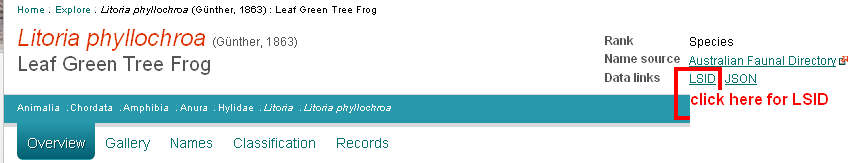 Home : Explore : Litoria phyllochroa (Günther, 1863) : Leaf Green Tree Frog
Litoria phyllochroa (Günther, 1863)
Leaf Green Tree Frog
Rank Species
Name source Australian Faunal Directory
Data links LSID JSON
click here for LSID
Animalia : Chordata : Amphibia : Anura : Hylidae : Litoria : Litoria phyllochroa
Overview Gallery Names Classification Records